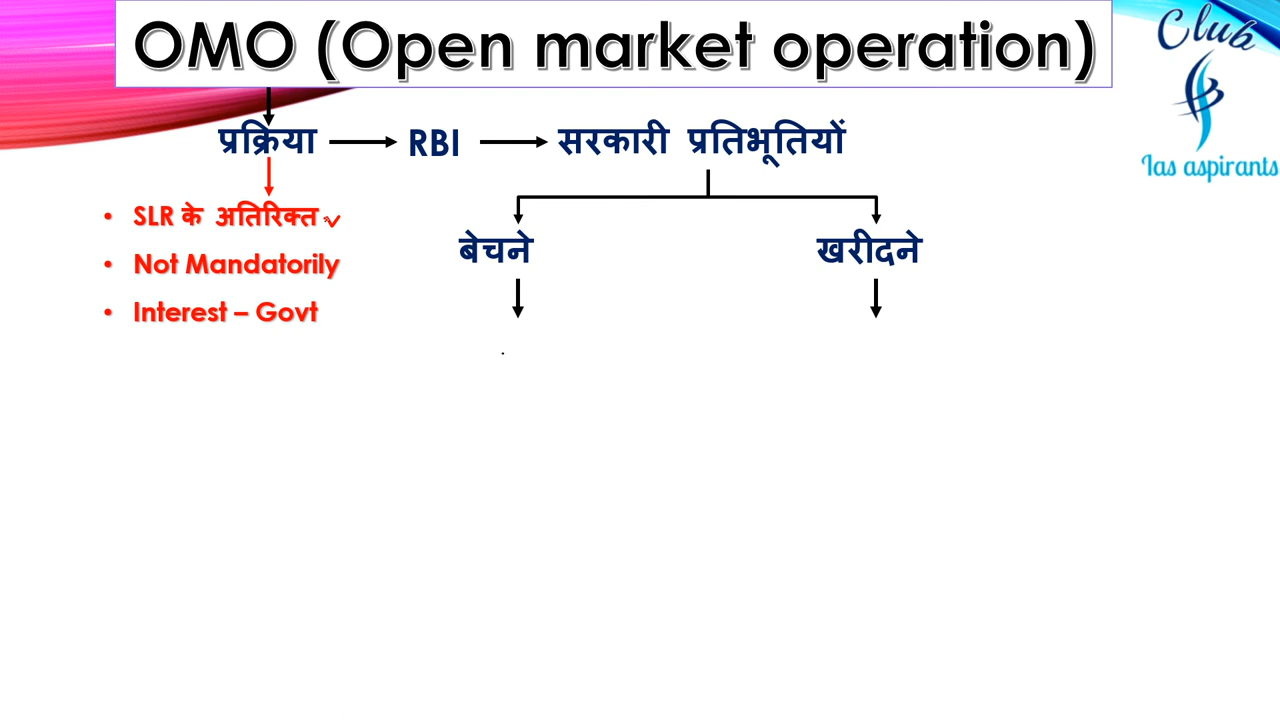 OMO (Open market operation)
Club
Ias aspirants
प्रक्रिया RBI सरकारी प्रतिभूतियों
• SLR के अतिरिक्त
• Not Mandatorily
• Interest – Govt
बेचने खरीदने